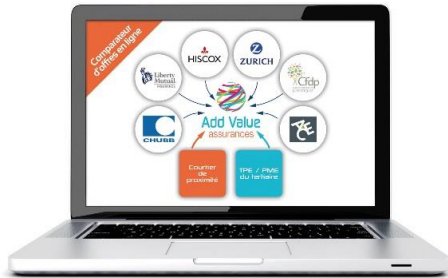 Comparateur
d'offres en ligne
HISCOX
ZURICH
Liberty
Mutual
Cfdp
CHUBB
ACE
Add Value
assurances
Courtier
de
proximité
TPE / PME
du tertiaire